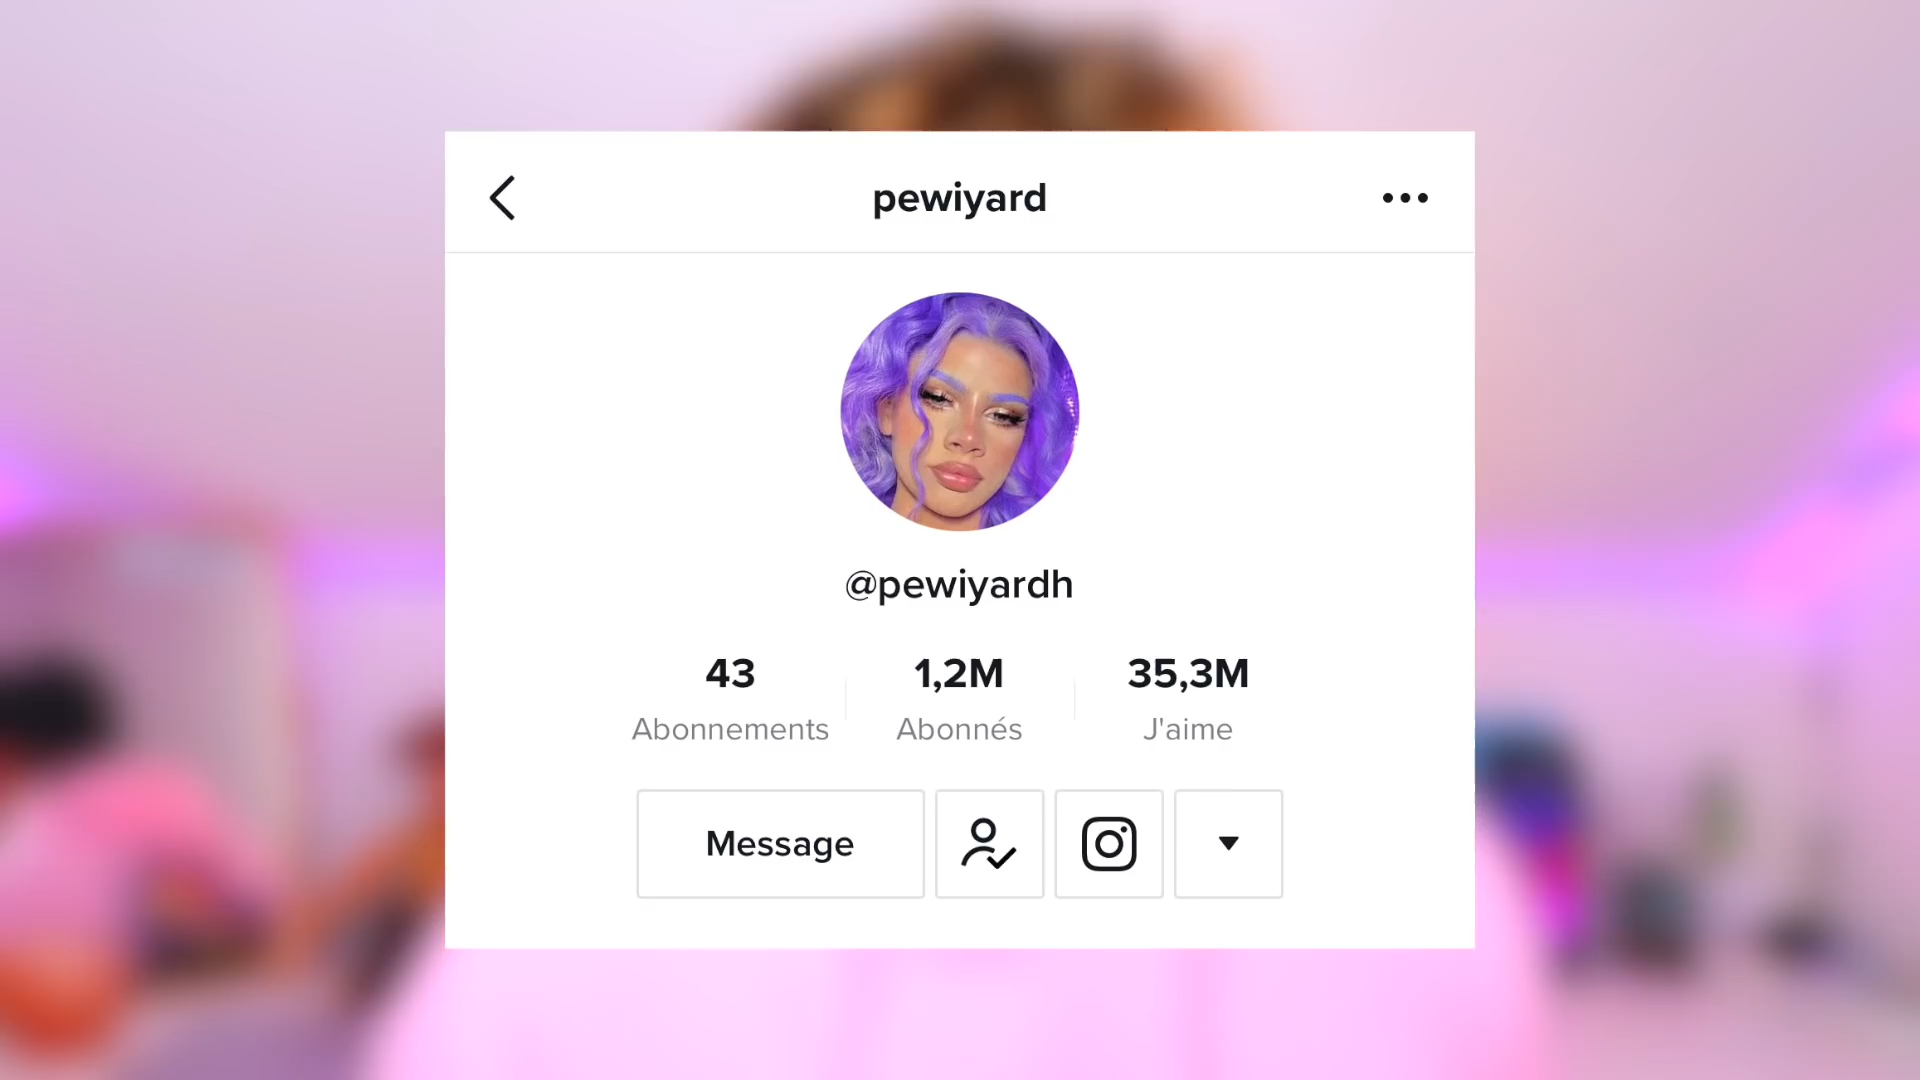 pewiyard
@pewiyardh
43 1,2M 35,3M
Abonnements Abonnés J'aime
Message